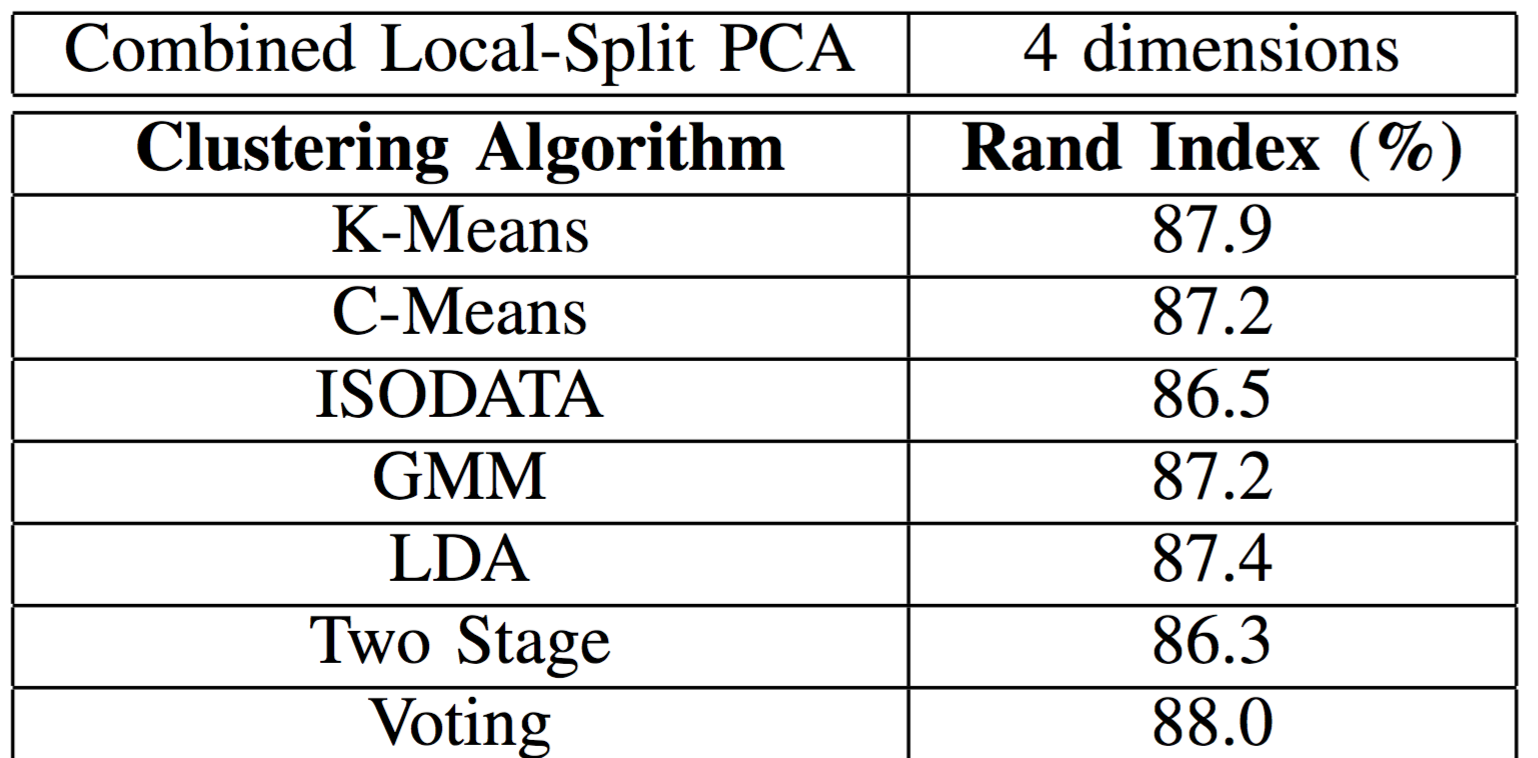 Combined Local-Split PCA 4 dimensions
Clustering Algorithm Rand Index (%)
K-Means 87.9
C-Means 87.2
ISODATA 86.5
GMM 87.2
LDA 87.4
Two Stage 86.3
Voting 88.0